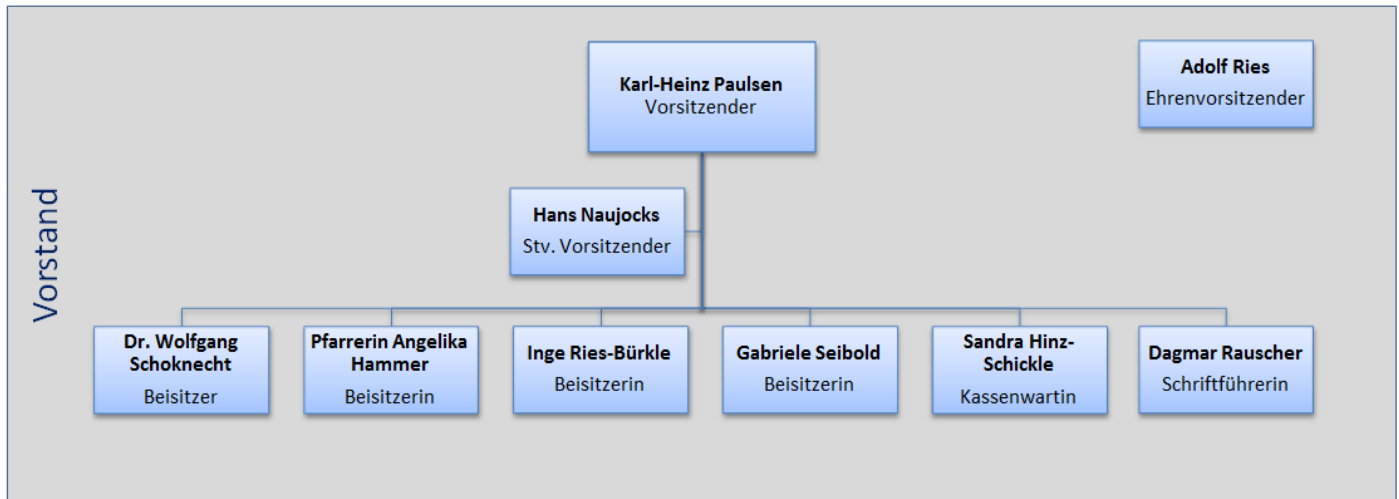 Karl-Heinz Paulsen
Vorsitzender
Adolf Ries
Ehrenvorsitzender
Vorstand
Hans Naujocks
Stv. Vorsitzender
Dr. Wolfgang
Schoknecht
Beisitzer
Pfarrerin Angelika
Hammer
Beisitzerin
Inge Ries-Bürkle
Beisitzerin
Gabriele Seibold
Beisitzerin
Sandra Hinz-
Schickle
Kassenwartin
Dagmar Rauscher
Schriftführerin